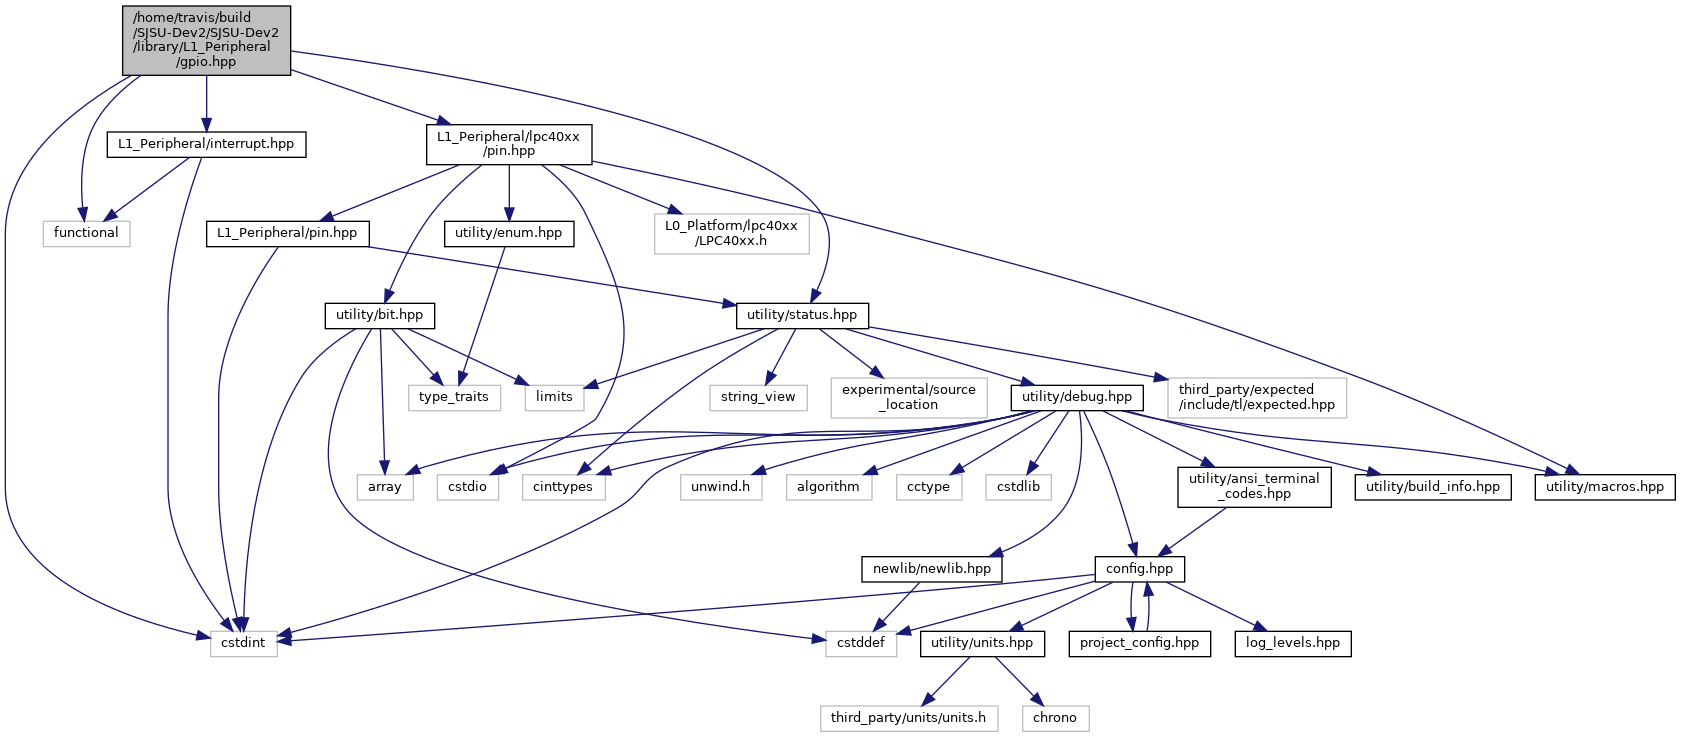 /home/travis/build
/SJSU-Dev2/SJSU-Dev2
/library/L1_Peripheral
/gpio.hpp
L1_Peripheral/interrupt.hpp
L1_Peripheral/lpc40xx
/pin.hpp
functional
L1_Peripheral/pin.hpp
utility/enum.hpp
L0_Platform/lpc40xx
/LPC40xx.h
utility/bit.hpp
utility/status.hpp
type_traits
limits
string_view
experimental/source
_location
utility/debug.hpp
third_party/expected
/include/tl/expected.hpp
array
cstdio
cinttypes
unwind.h
algorithm
cctype
cstdlib
utility/ansi_terminal
_codes.hpp
utility/build_info.hpp
utility/macros.hpp
newlib/newlib.hpp
config.hpp
cstdint
cstddef
utility/units.hpp
project_config.hpp
log_levels.hpp
third_party/units/units.h
chrono